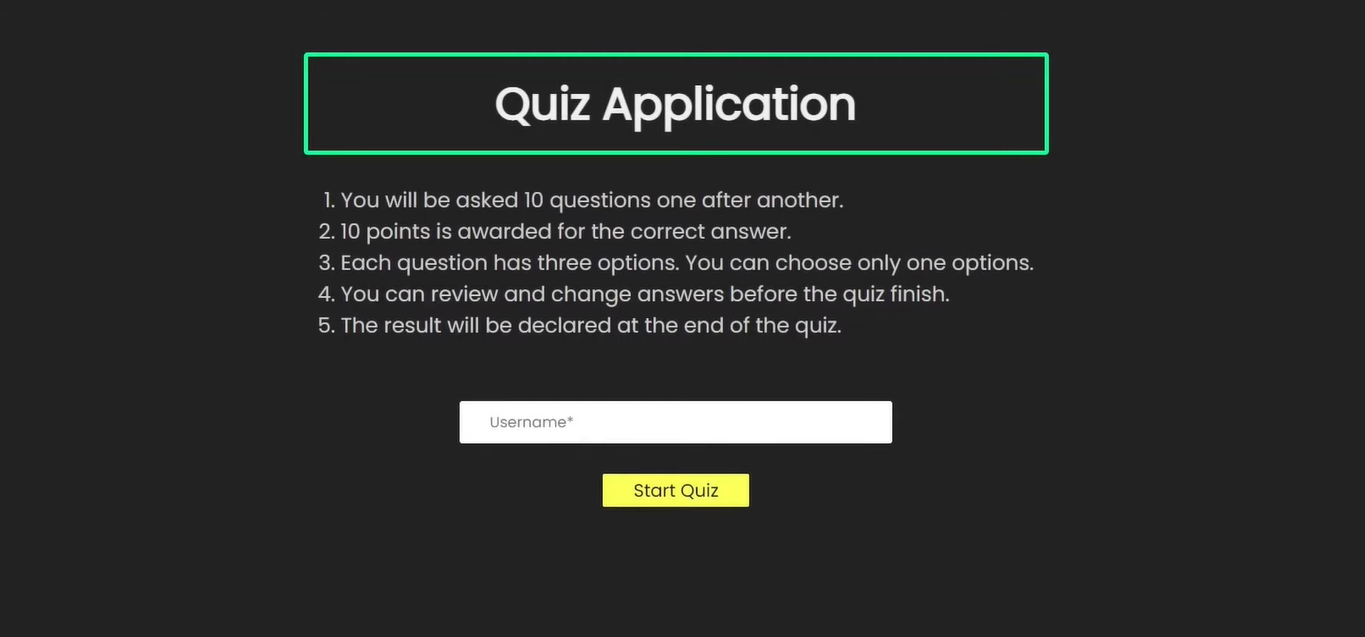 Quiz Application
1. You will be asked 10 questions one after another.
2. 10 points is awarded for the correct answer.
3. Each question has three options. You can choose only one options.
4. You can review and change answers before the quiz finish.
5. The result will be declared at the end of the quiz.
Username*
Start Quiz